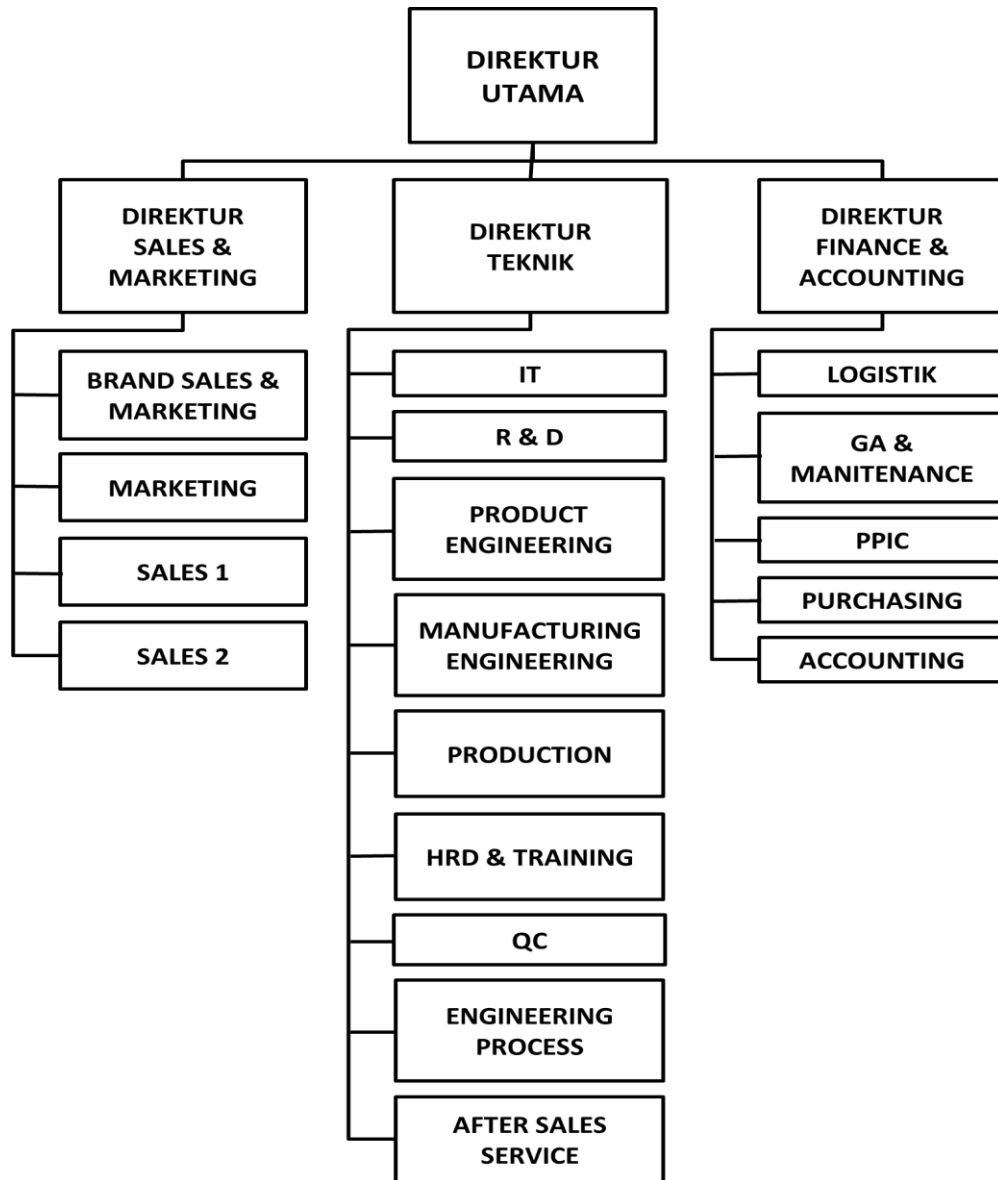 DIREKTUR
UTAMA
DIREKTUR
SALES &
MARKETING
BRAND SALES &
MARKETING
MARKETING
SALES 1
SALES 2
DIREKTUR
TEKNIK
IT
R & D
PRODUCT
ENGINEERING
MANUFACTURING
ENGINEERING
PRODUCTION
HRD & TRAINING
QC
ENGINEERING
PROCESS
AFTER SALES
SERVICE
DIREKTUR
FINANCE &
ACCOUNTING
LOGISTIK
GA &
MANITENANCE
PPIC
PURCHASING
ACCOUNTING